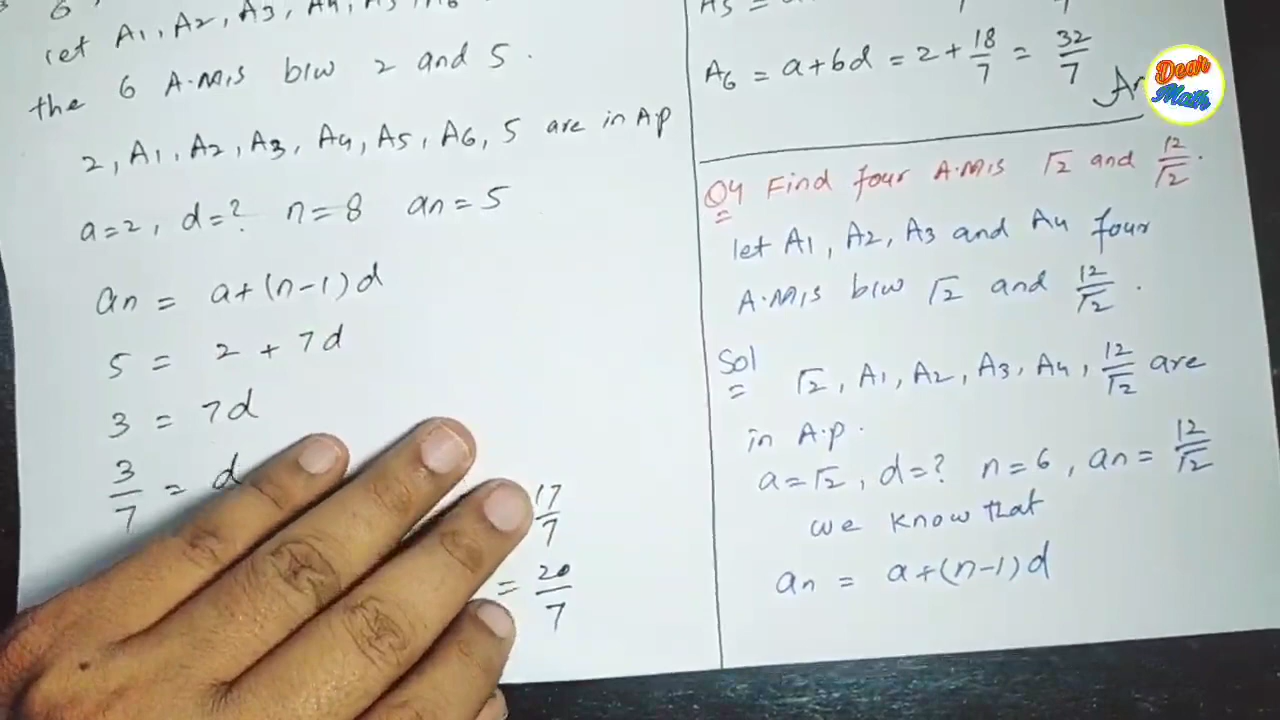 let A1, A2, A3, A4, A5, A6
the 6 A.M,s b/w 2 and 5.
2, A1, A2, A3, A4, A5, A6, 5 are in Ap
a=2, d=? n=8 an=5
an = a+(n-1)d
5 = 2 + 7d
3 = 7d
3/7 = d
17/7
= 20/7
A5 =
A6 = a+6d = 2 + 18/7 = 32/7
Dear Math
Q4 Find four A.M,s √2 and 12/√2.
let A1, A2, A3 and A4 four
A.M,s b/w √2 and 12/√2.
Sol
= √2, A1, A2, A3, A4, 12/√2 are
in A.p.
a=√2, d=? n=6, an= 12/√2
we know that
an = a+(n-1)d